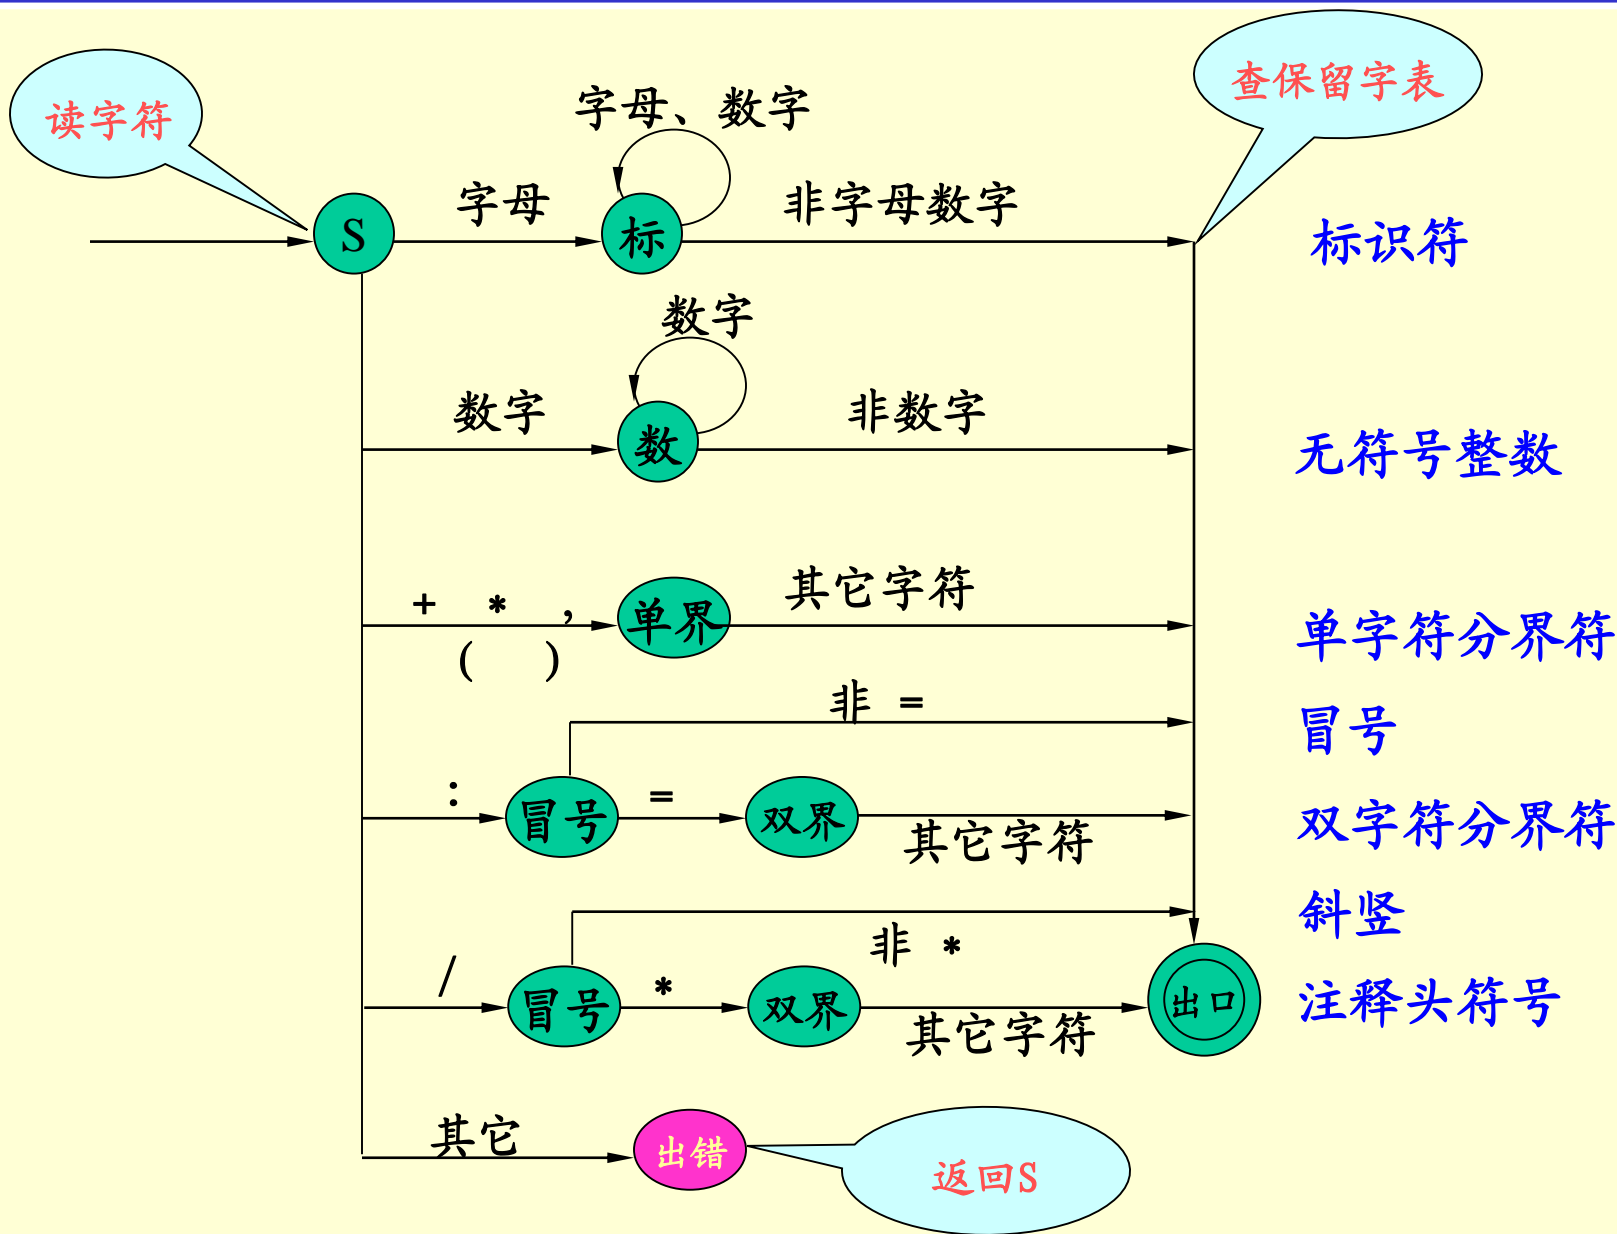 读字符
查保留字表
字母、数字
S
字母
标
非字母数字
标识符
数字
数字
数
非数字
无符号整数
+ * ,
( )
单界
其它字符
单字符分界符
非 =
冒号
:
冒号
=
双界
其它字符
双字符分界符
斜竖
非 *
/
冒号
*
双界
其它字符
出口
注释头符号
其它
出错
返回S